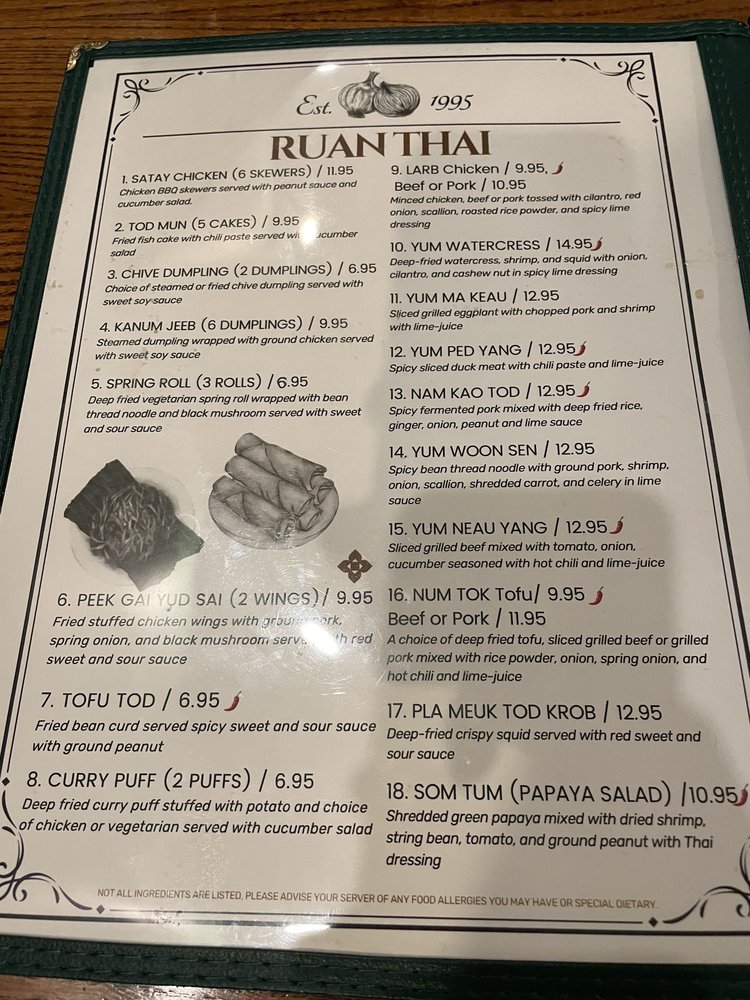 Est. 1995
RUAN THAI
1. SATAY CHICKEN (6 SKEWERS) / 11.95
Chicken BBQ skewers served with peanut sauce and
cucumber salad.
2. TOD MUN (5 CAKES) / 9.95
Fried fish cake with chili paste served with cucumber
salad
3. CHIVE DUMPLING (2 DUMPLINGS) / 6.95
Choice of steamed or fried chive dumpling served with
sweet soy sauce
4. KANUM JEEB (6 DUMPLINGS) / 9.95
Steamed dumpling wrapped with ground chicken served
with sweet soy sauce
5. SPRING ROLL (3 ROLLS) / 6.95
Deep fried vegetarian spring roll wrapped with bean
thread noodle and black mushroom served with sweet
and sour sauce
6. PEEK GAI YUD SAI (2 WINGS) / 9.95
Fried stuffed chicken wings with ground pork,
spring onion, and black mushroom served with red
sweet and sour sauce
7. TOFU TOD / 6.95
Fried bean curd served spicy sweet and sour sauce
with ground peanut
8. CURRY PUFF (2 PUFFS) / 6.95
Deep fried curry puff stuffed with potato and choice
of chicken or vegetarian served with cucumber salad
9. LARB Chicken / 9.95,
Beef or Pork / 10.95
Minced chicken, beef or pork tossed with cilantro, red
onion, scallion, roasted rice powder, and spicy lime
dressing
10. YUM WATERCRESS / 14.95
Deep-fried watercress, shrimp, and squid with onion,
cilantro, and cashew nut in spicy lime dressing
11. YUM MA KEAU / 12.95
Sliced grilled eggplant with chopped pork and shrimp
with lime-juice
12. YUM PED YANG / 12.95
Spicy sliced duck meat with chili paste and lime-juice
13. NAM KAO TOD / 12.95
Spicy fermented pork mixed with deep fried rice,
ginger, onion, peanut and lime sauce
14. YUM WOON SEN / 12.95
Spicy bean thread noodle with ground pork, shrimp,
onion, scallion, shredded carrot, and celery in lime
sauce
15. YUM NEAU YANG / 12.95
Sliced grilled beef mixed with tomato, onion,
cucumber seasoned with hot chili and lime-juice
16. NUM TOK Tofu/ 9.95
Beef or Pork / 11.95
A choice of deep fried tofu, sliced grilled beef or grilled
pork mixed with rice powder, onion, spring onion, and
hot chili and lime-juice
17. PLA MEUK TOD KROB / 12.95
Deep-fried crispy squid served with red sweet and
sour sauce
18. SOM TUM (PAPAYA SALAD) /10.95
Shredded green papaya mixed with dried shrimp,
string bean, tomato, and ground peanut with Thai
dressing
NOT ALL INGREDIENTS ARE LISTED, PLEASE ADVISE YOUR SERVER OF ANY FOOD ALLERGIES YOU MAY HAVE OR SPECIAL DIETARY.